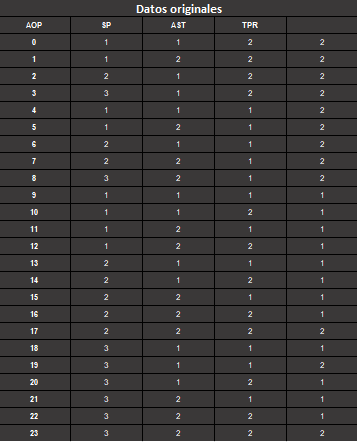 Datos originales
AOP $P A$T TPR
0 1 1 2 2
1 1 2 2 2
2 2 1 2 2
3 3 1 2 2
4 1 1 1 2
5 1 2 1 2
6 2 1 1 2
7 2 2 1 2
8 3 2 1 2
9 1 1 1 1
10 1 1 2 1
11 1 2 1 1
12 1 2 2 1
13 2 1 1 1
14 2 1 2 1
15 2 2 1 1
16 2 2 2 1
17 2 2 2 2
18 3 1 1 1
19 3 1 1 2
20 3 1 2 1
21 3 2 1 1
22 3 2 2 1
23 3 2 2 2